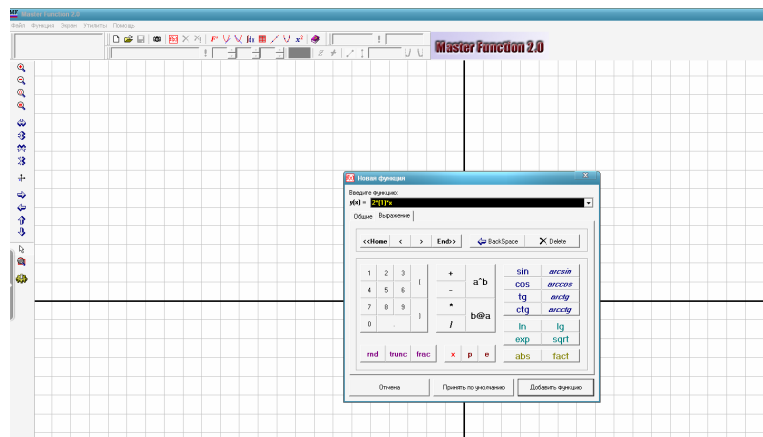 Master Function 2.0
Файл Функция Экран Утилиты Помощь
Master Function 2.0
Новая функция
X
Введите функцию:
y(x) = 2*(1)*x
Общие Выражение
<<Home < > End>> BackSpace Delete
1 2 3 ( + a^b sin arcsin
4 5 6 - cos arccos
7 8 9 ) * b@a tg arctg
0 . / ctg arcctg
ln lg
exp sqrt
rnd trunc frac x p e abs fact
Отмена Принять по умолчанию Добавить функцию